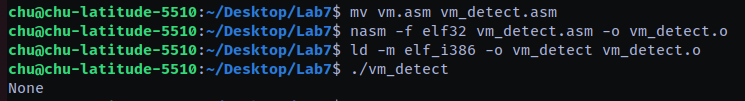 chu@chu-latitude-5510:~/Desktop/Lab7$ mv vm.asm vm_detect.asm
chu@chu-latitude-5510:~/Desktop/Lab7$ nasm -f elf32 vm_detect.asm -o vm_detect.o
chu@chu-latitude-5510:~/Desktop/Lab7$ ld -m elf_i386 -o vm_detect vm_detect.o
chu@chu-latitude-5510:~/Desktop/Lab7$ ./vm_detect
None